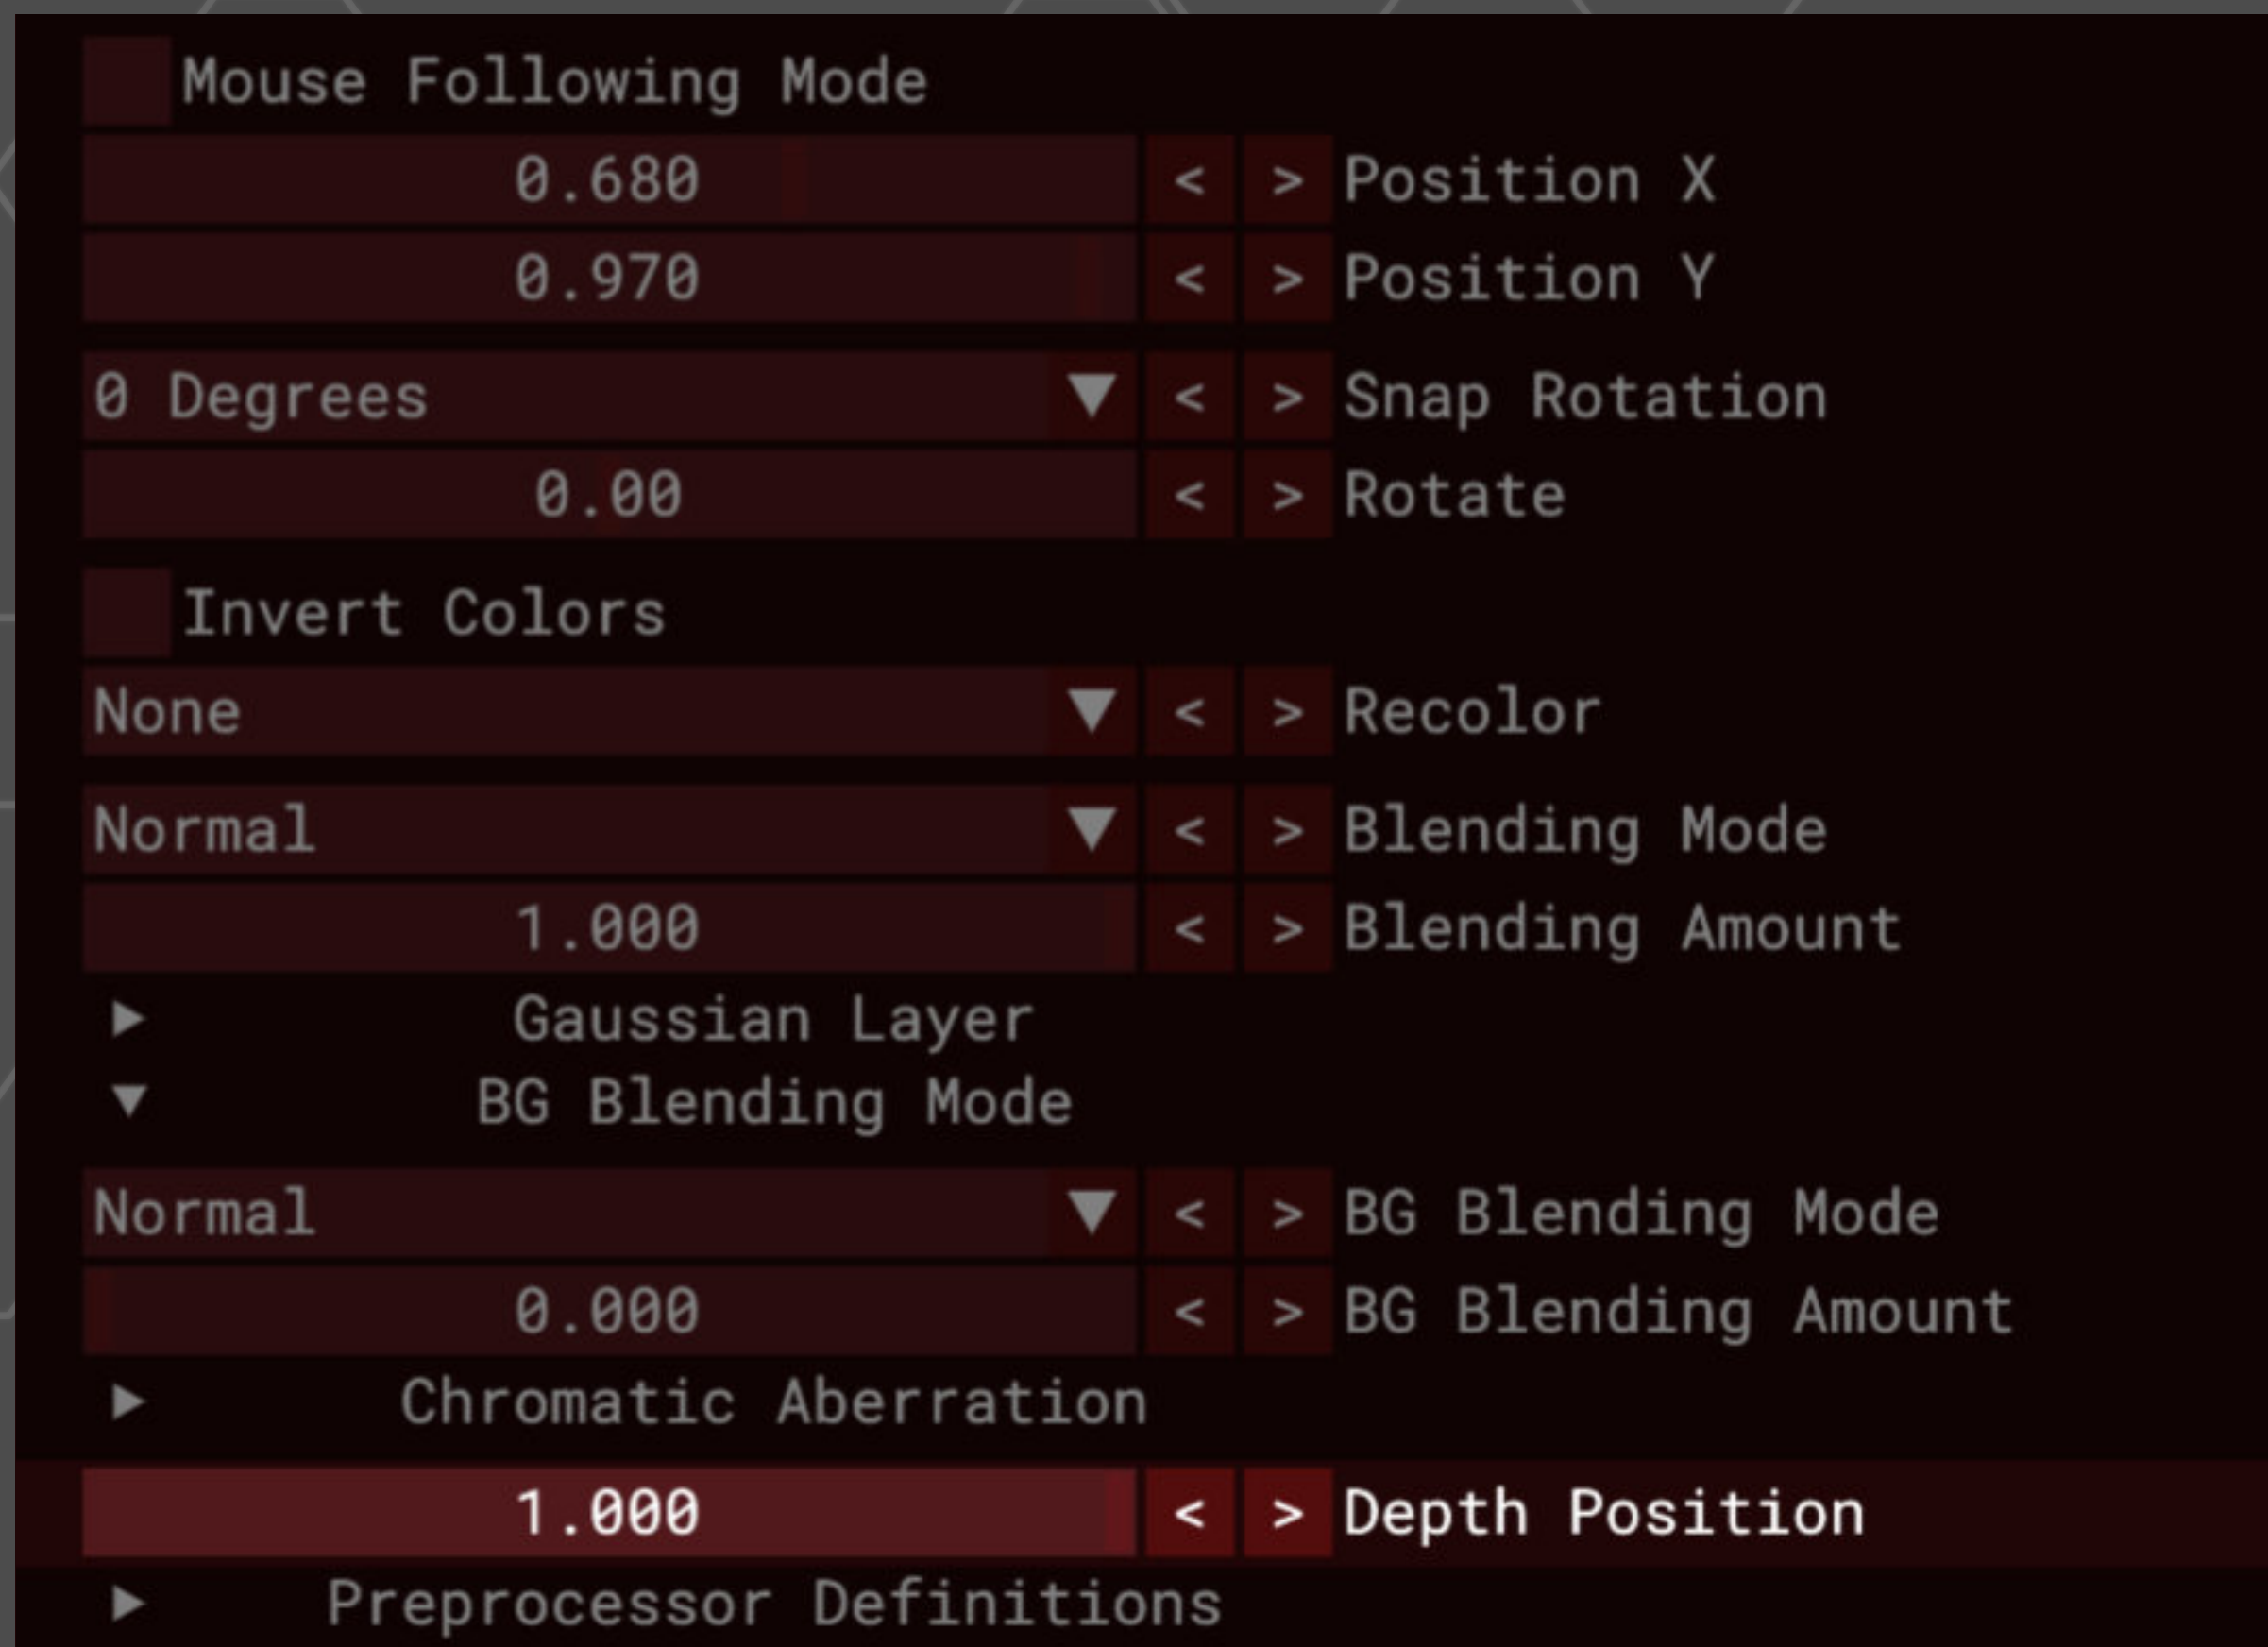 Mouse Following Mode
0.680 < > Position X
0.970 < > Position Y
0 Degrees < > Snap Rotation
0.00 < > Rotate
Invert Colors
None < > Recolor
Normal < > Blending Mode
1.000 < > Blending Amount
Gaussian Layer
BG Blending Mode
Normal < > BG Blending Mode
0.000 < > BG Blending Amount
Chromatic Aberration
1.000 < > Depth Position
Preprocessor Definitions